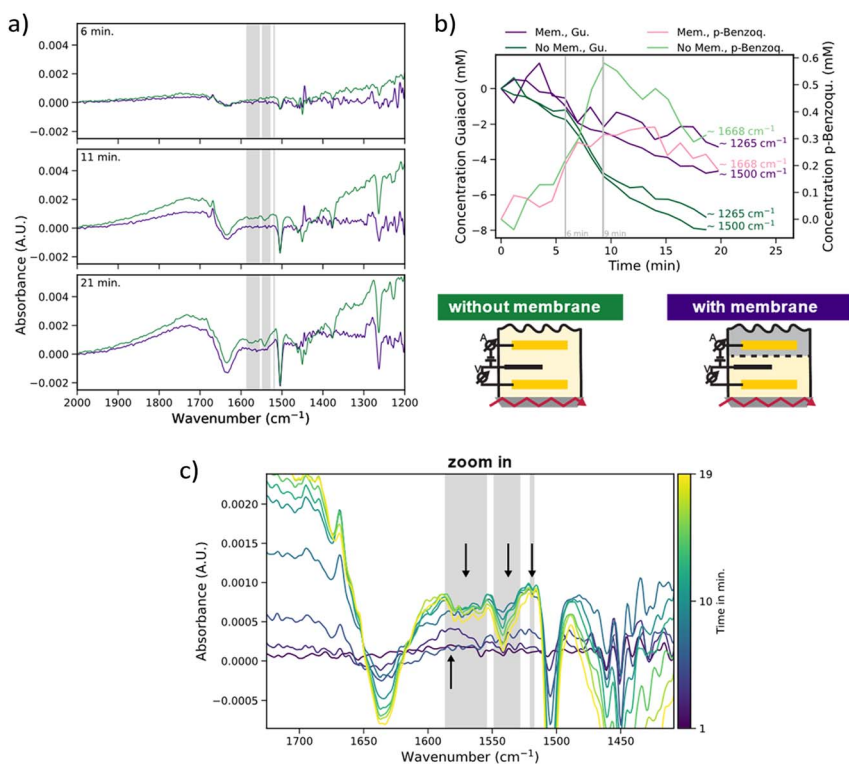 a)
6 min.
0.004
0.002
0.000
−0.002
11 min.
0.004
0.002
0.000
−0.002
21 min.
0.004
0.002
0.000
−0.002
Absorbance (A.U.)
2000 1900 1800 1700 1600 1500 1400 1300 1200
Wavenumber (cm⁻¹)
b)
Mem., Gu.
No Mem., Gu.
Mem., p-Benzoq.
No Mem., p-Benzoq.
Concentration Guaiacol (mM)
0
−2
−4
−6
−8
0.6
0.5
0.4
0.3
0.2
0.1
0.0
Concentration p-Benzoqu. (mM)
~ 1668 cm⁻¹
~ 1265 cm⁻¹
~ 1668 cm⁻¹
~ 1500 cm⁻¹
~ 1265 cm⁻¹
~ 1500 cm⁻¹
6 min
9 min
0 5 10 15 20 25
Time (min)
without membrane
with membrane
A
V
A
V
c)
zoom in
0.0020
0.0015
0.0010
0.0005
0.0000
−0.0005
Absorbance (A.U.)
1700 1650 1600 1550 1500 1450
Wavenumber (cm⁻¹)
19
10
1
Time in min.